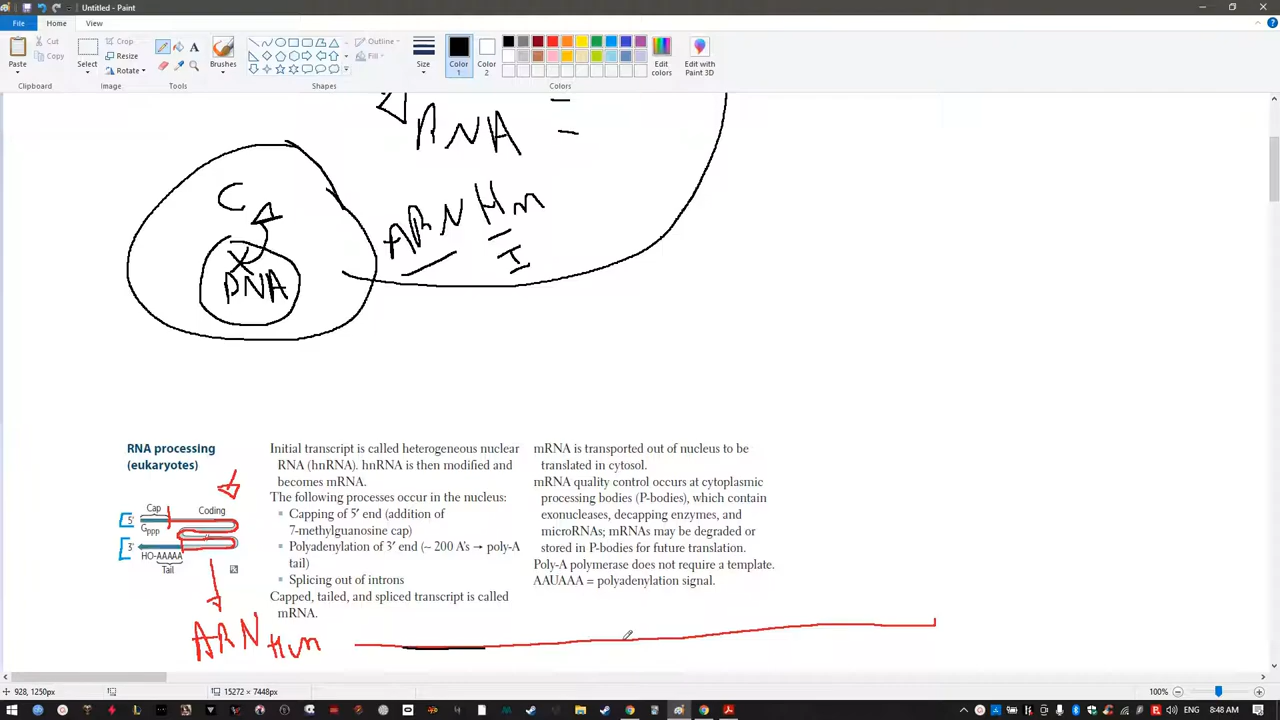 Untitled - Paint
File
Home
View
Paste
Cut
Copy
Clipboard
Select
Crop
Resize
Rotate
Image
Tools
Brushes
Shapes
Outline
Fill
Size
Color
1
Color
2
Edit
colors
Edit with
Paint 3D
Colors
RNA
ARN Hm
I
C
DNA
RNA processing
(eukaryotes)
Cap
Coding
5′
Gppp
3′
HO-AAAAA
Tail
Initial transcript is called heterogeneous nuclear
RNA (hnRNA). hnRNA is then modified and
becomes mRNA.
The following processes occur in the nucleus:
Capping of 5′ end (addition of
7-methylguanosine cap)
Polyadenylation of 3′ end (~ 200 A's → poly-A
tail)
Splicing out of introns
Capped, tailed, and spliced transcript is called
mRNA.
mRNA is transported out of nucleus to be
translated in cytosol.
mRNA quality control occurs at cytoplasmic
processing bodies (P-bodies), which contain
exonucleases, decapping enzymes, and
microRNAs; mRNAs may be degraded or
stored in P-bodies for future translation.
Poly-A polymerase does not require a template.
AAUAAA = polyadenylation signal.
ARN Hm
928, 1250px
15272 × 7448px
100%
ENG
3:48 AM